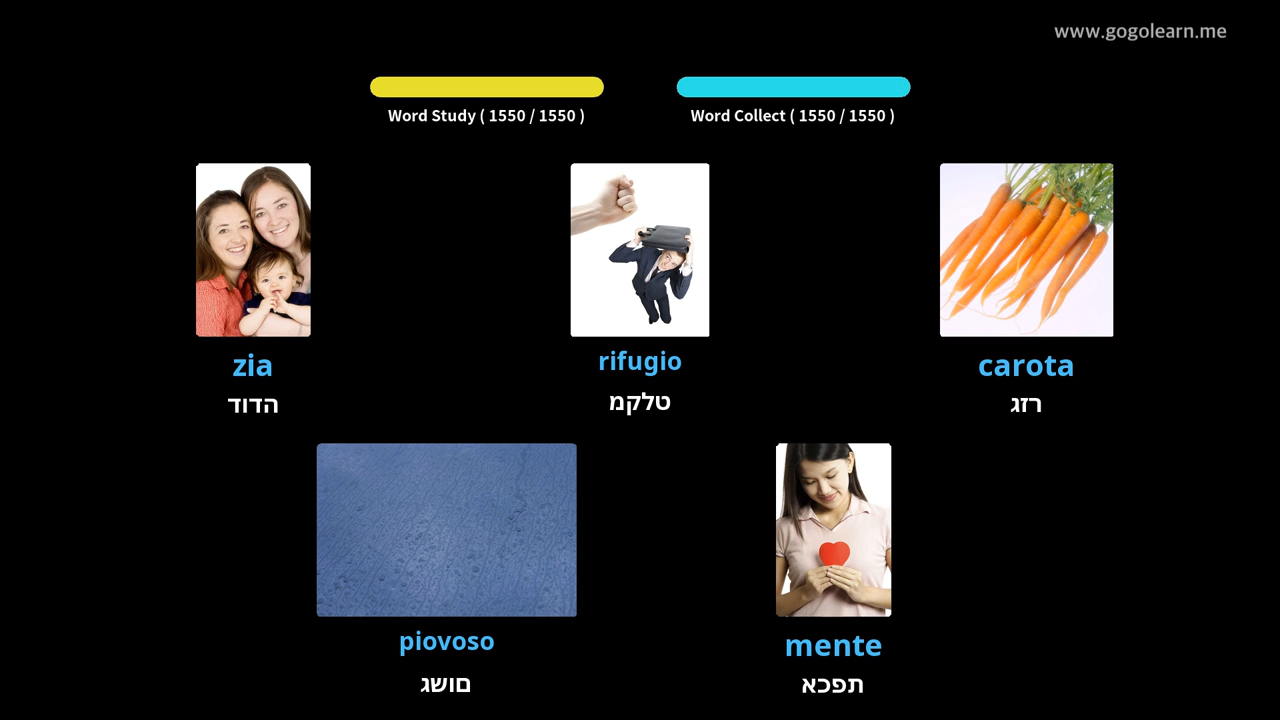 www.gogolearn.me
Word Study ( 1550 / 1550 )
Word Collect ( 1550 / 1550 )
zia
הדוד
rifugio
טלקמ
carota
רזג
piovoso
םושג
mente
תפכא